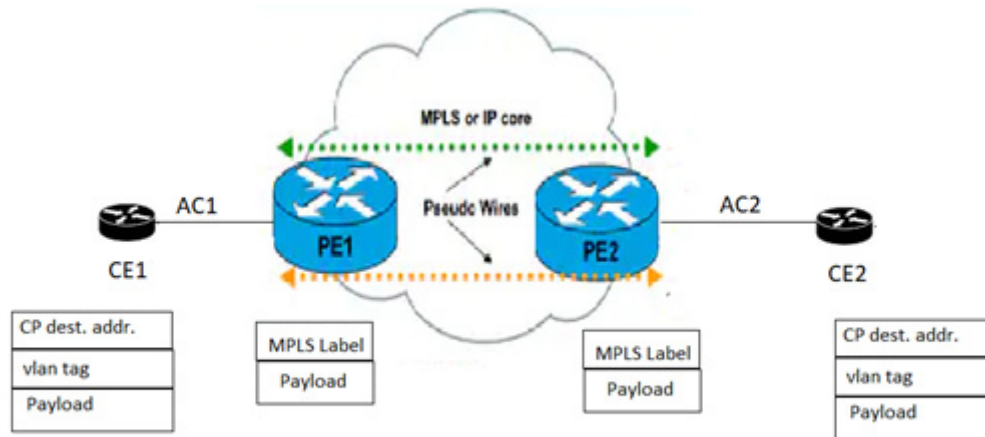 MPLS or IP core
AC1
Pseudo Wires
AC2
PE1
PE2
CE1
CE2
CP dest. addr.
vlan tag
Payload
MPLS Label
Payload
MPLS Label
Payload
CP dest. addr.
vlan tag
Payload